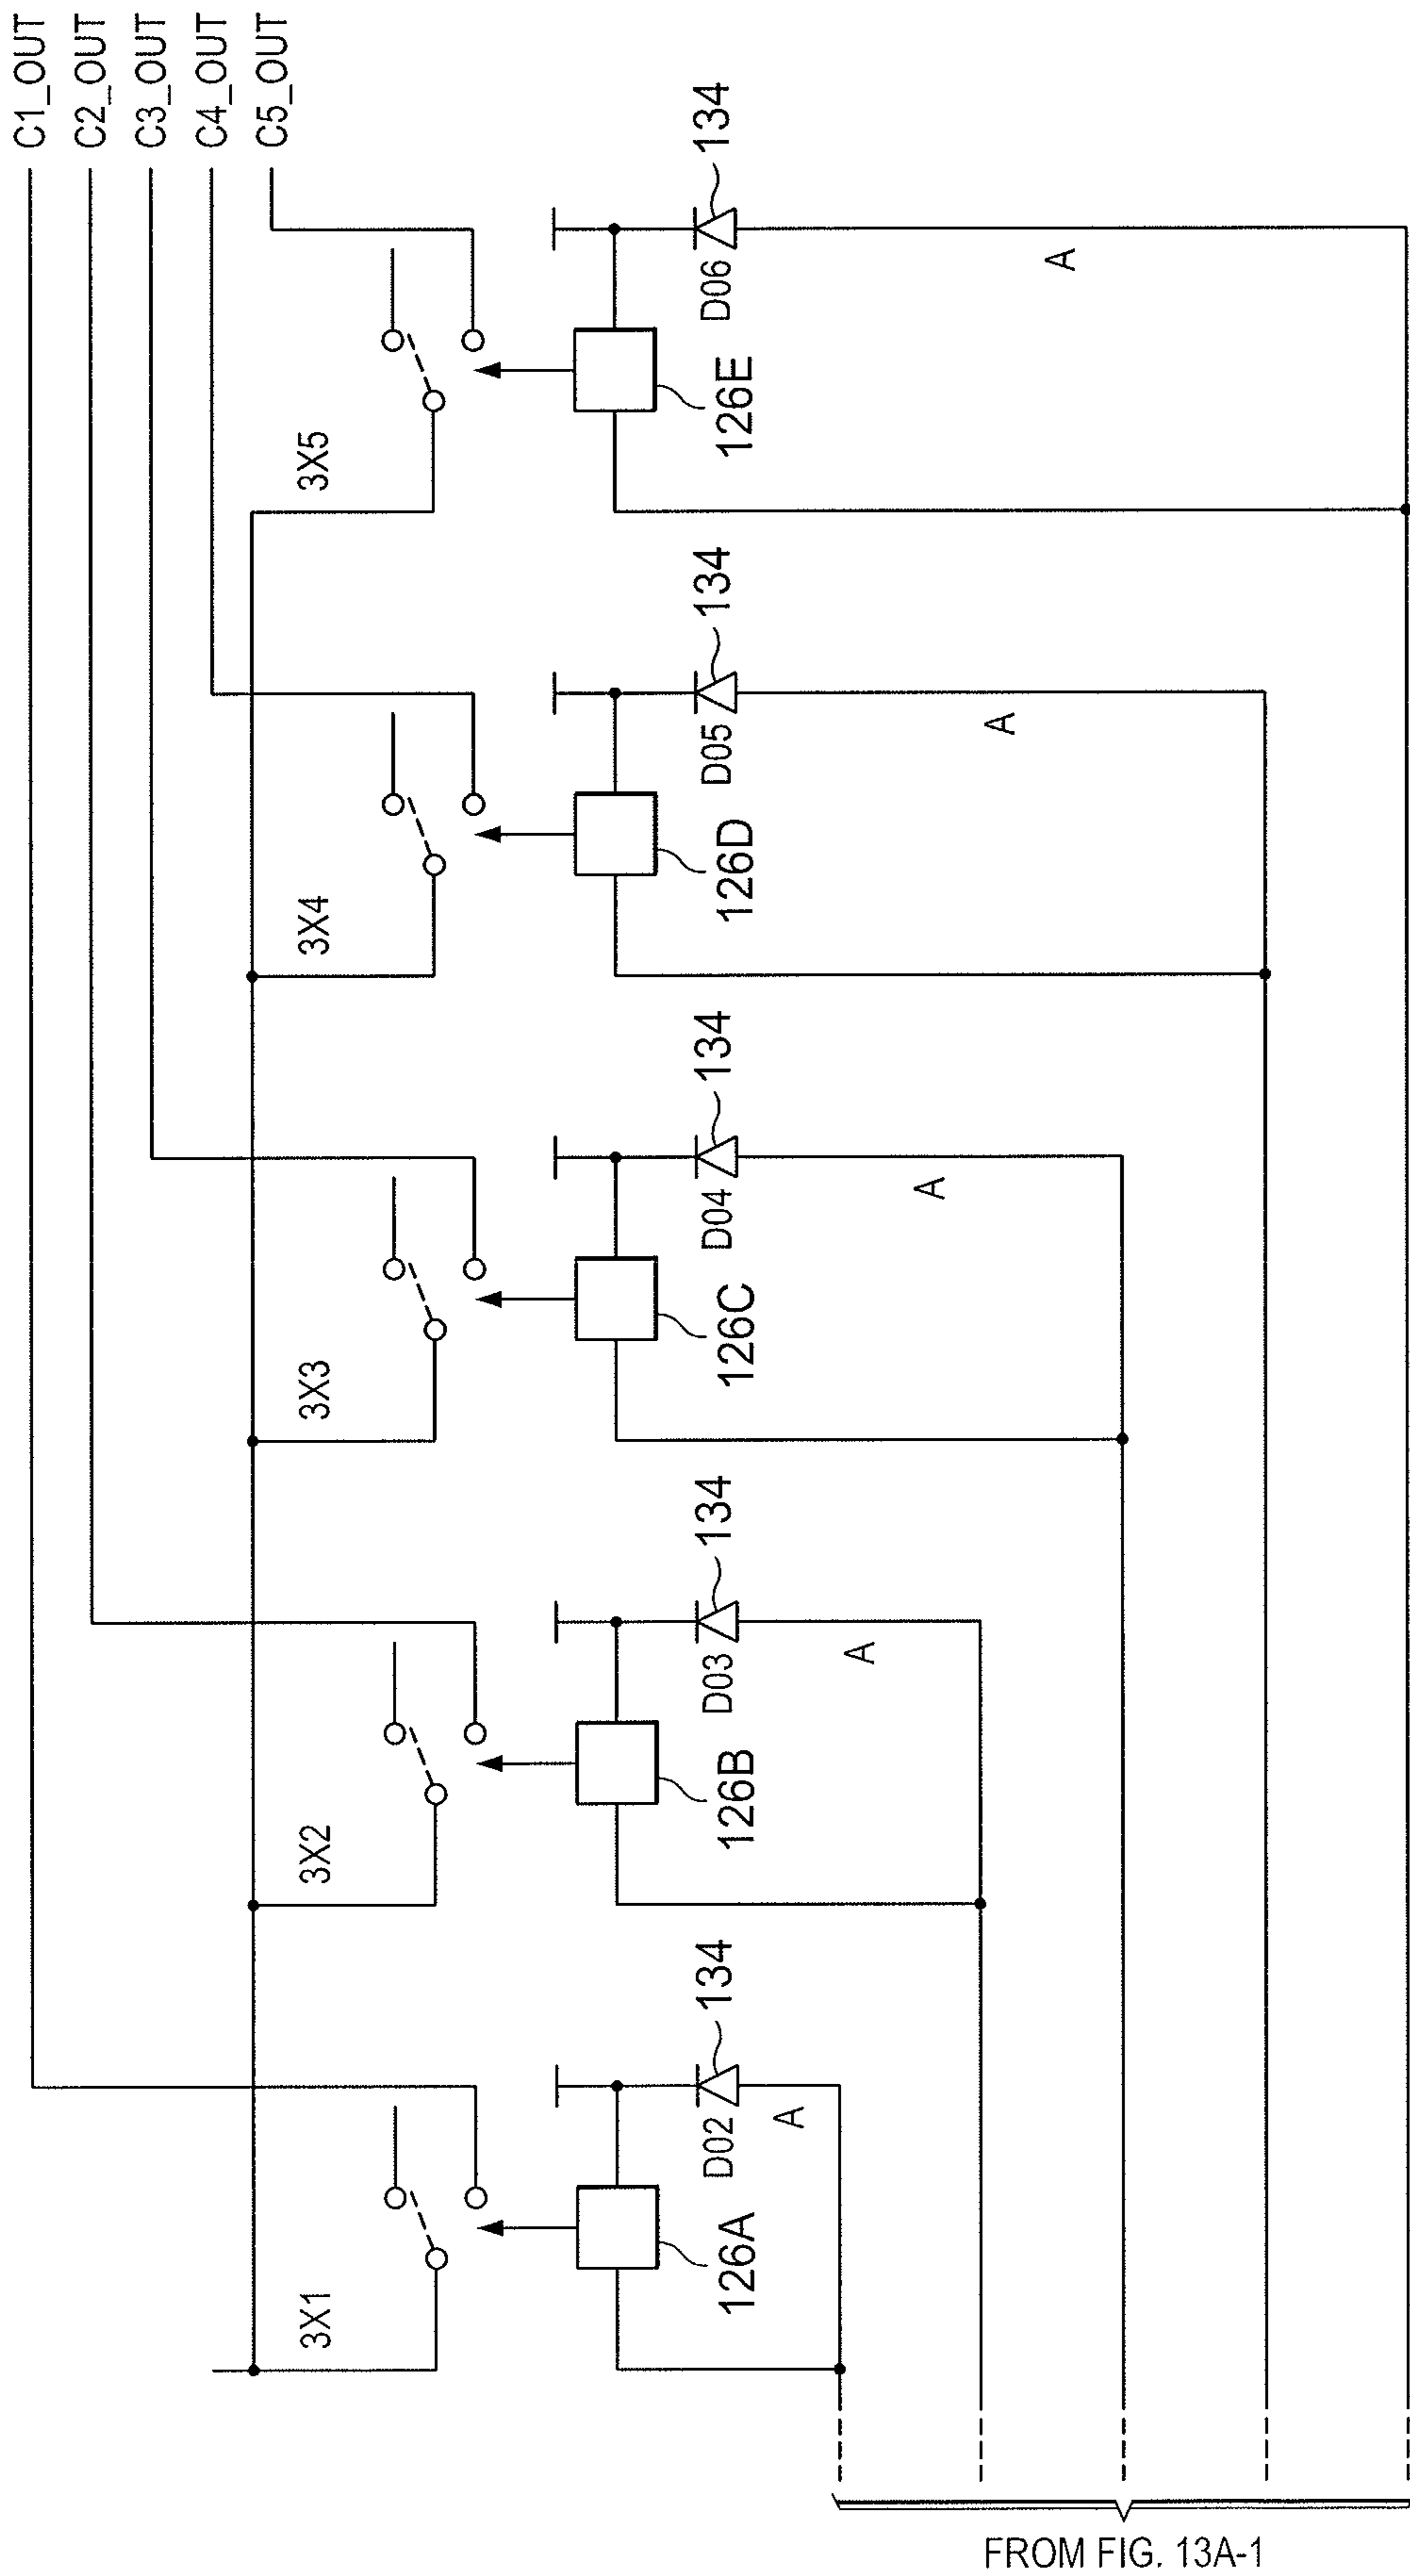 C1_OUT
C2_OUT
C3_OUT
C4_OUT
C5_OUT
3X1
3X2
3X3
3X4
3X5
126A
D02
134
A
126B
D03
134
A
126C
D04
134
A
126D
D05
134
A
126E
D06
134
A
FROM FIG. 13A-1